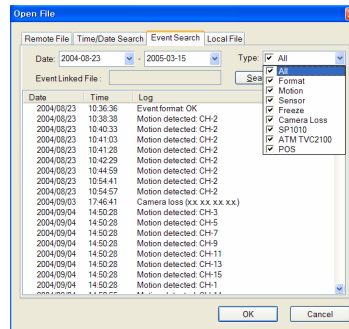 Open File
Remote File Time/Date Search Event Search Local File
Date: 2004-08-23 - 2005-03-15 Type: All
Event Linked File : Sea
All
Format
Motion
Sensor
Freeze
Camera Loss
SP1010
ATM TVC2100
POS
Date Time Log
2004/08/23 10:36:36 Event format: OK
2004/08/23 10:38:38 Motion detected: CH-2
2004/08/23 10:40:33 Motion detected: CH-2
2004/08/23 10:41:03 Motion detected: CH-2
2004/08/23 10:41:28 Motion detected: CH-2
2004/08/23 10:42:29 Motion detected: CH-2
2004/08/23 10:44:59 Motion detected: CH-2
2004/08/23 10:54:41 Motion detected: CH-2
2004/08/23 10:54:57 Motion detected: CH-2
2004/09/03 17:46:41 Camera loss (x.x. x.x. x.x. x.x.)
2004/09/04 14:50:28 Motion detected: CH-3
2004/09/04 14:50:28 Motion detected: CH-5
2004/09/04 14:50:28 Motion detected: CH-7
2004/09/04 14:50:28 Motion detected: CH-9
2004/09/04 14:50:28 Motion detected: CH-11
2004/09/04 14:50:28 Motion detected: CH-13
2004/09/04 14:50:28 Motion detected: CH-15
2004/09/04 14:50:28 Motion detected: CH-1
OK Cancel